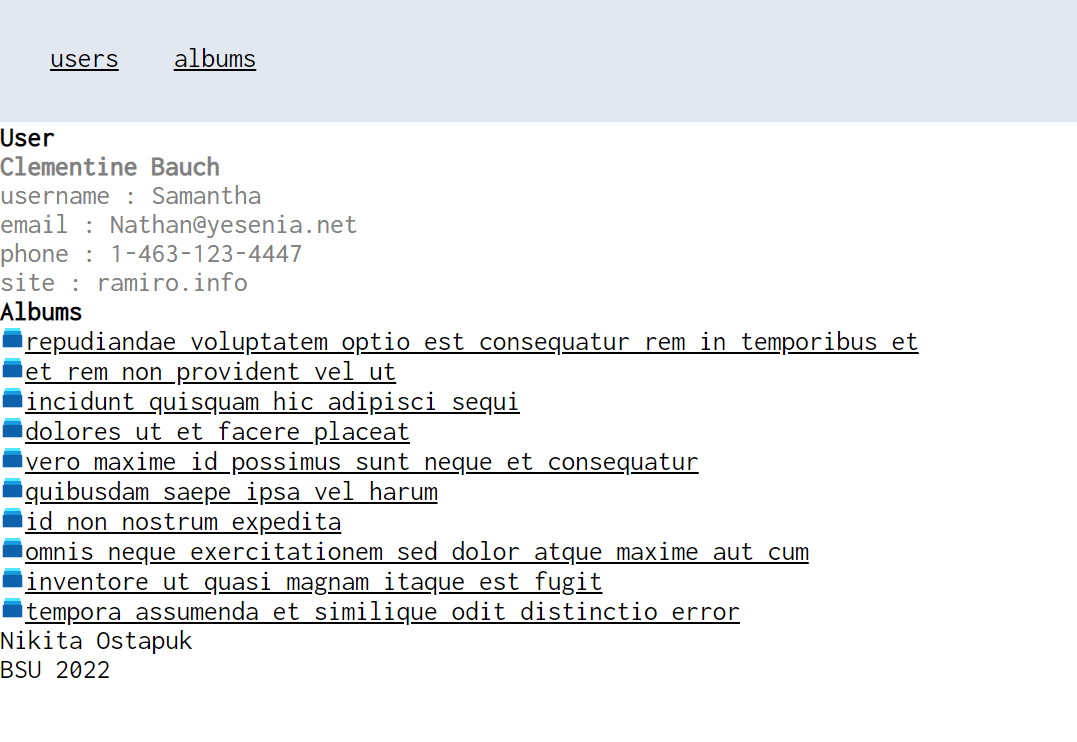 users albums
User
Clementine Bauch
username : Samantha
email : Nathan@yesenia.net
phone : 1-463-123-4447
site : ramiro.info
Albums
repudiandae voluptatem optio est consequatur rem in temporibus et
et rem non provident vel ut
incidunt quisquam hic adipisci sequi
dolores ut et facere placeat
vero maxime id possimus sunt neque et consequatur
quibusdam saepe ipsa vel harum
id non nostrum expedita
omnis neque exercitationem sed dolor atque maxime aut cum
inventore ut quasi magnam itaque est fugit
tempora assumenda et similique odit distinctio error
Nikita Ostapuk
BSU 2022